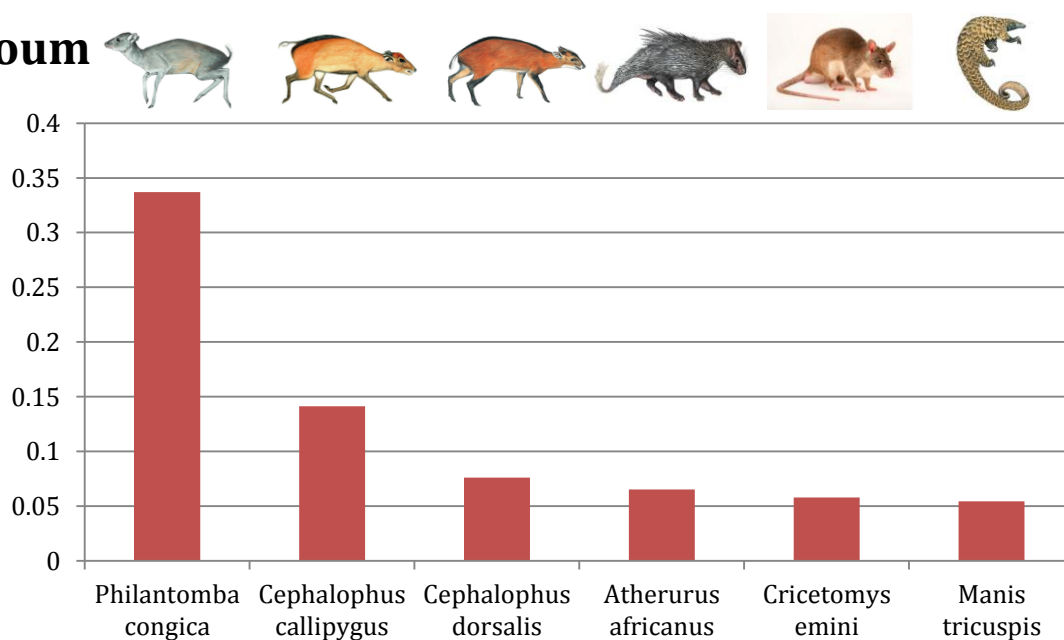 oum
0.4
0.35
0.3
0.25
0.2
0.15
0.1
0.05
0
Philantomba congica
Cephalophus callipygus
Cephalophus dorsalis
Atherurus africanus
Cricetomys emini
Manis tricuspis